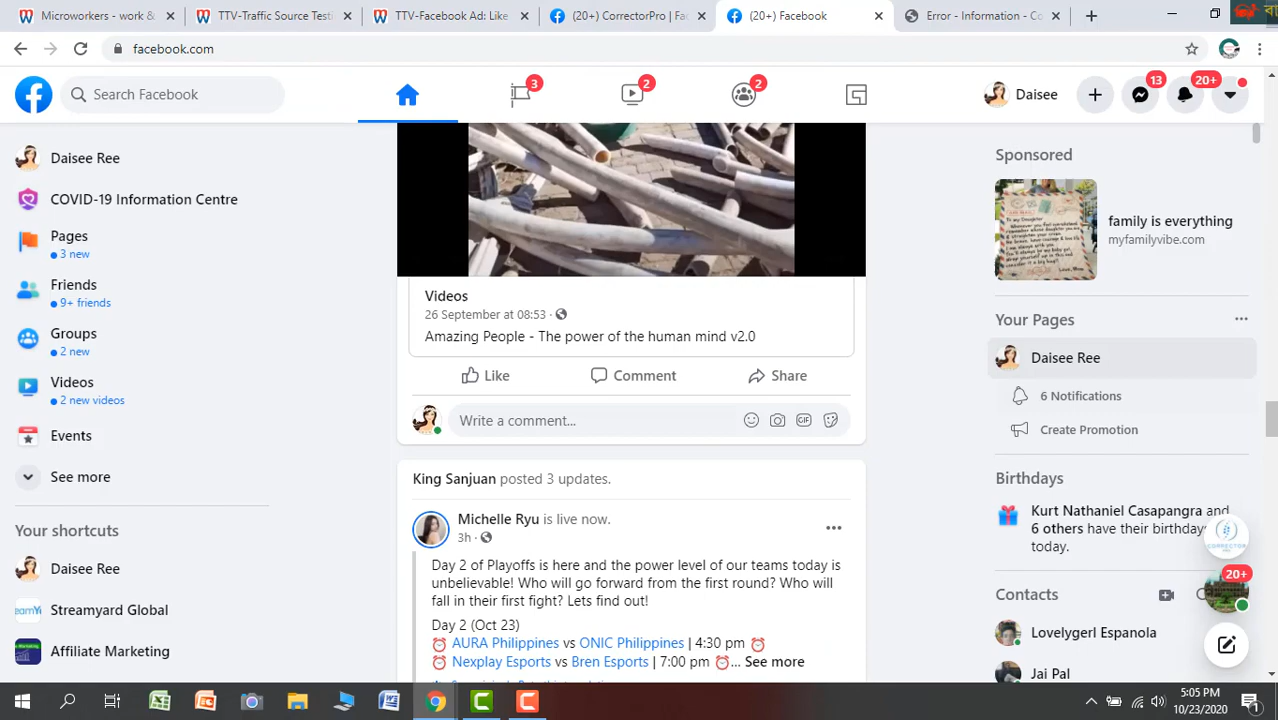 Microworkers - work &
TTV-Traffic Source Testi
TTV-Facebook Ad: Like
(20+) CorrectorPro | Fac
(20+) Facebook
Error - Information - Co
facebook.com
Search Facebook
3
2
2
Daisee
13
20+
Daisee Ree
COVID-19 Information Centre
Pages
3 new
Friends
9+ friends
Groups
2 new
Videos
2 new videos
Events
See more
Your shortcuts
Daisee Ree
Streamyard Global
Affiliate Marketing
Videos
26 September at 08:53 ·
Amazing People - The power of the human mind v2.0
Like
Comment
Share
Write a comment...
GIF
King Sanjuan posted 3 updates.
Michelle Ryu is live now.
3h ·
Day 2 of Playoffs is here and the power level of our teams today is
unbelievable! Who will go forward from the first round? Who will
fall in their first fight? Lets find out!
Day 2 (Oct 23)
⏰ AURA Philippines vs ONIC Philippines | 4:30 pm ⏰
⏰ Nexplay Esports vs Bren Esports | 7:00 pm ⏰... See more
Sponsored
family is everything
myfamilyvibe.com
Your Pages
Daisee Ree
6 Notifications
Create Promotion
Birthdays
Kurt Nathaniel Casapangra and
6 others have their birthdays
today.
CORRECTOR
20+
Contacts
Lovelygerl Espanola
Jai Pal
5:05 PM
10/23/2020
1